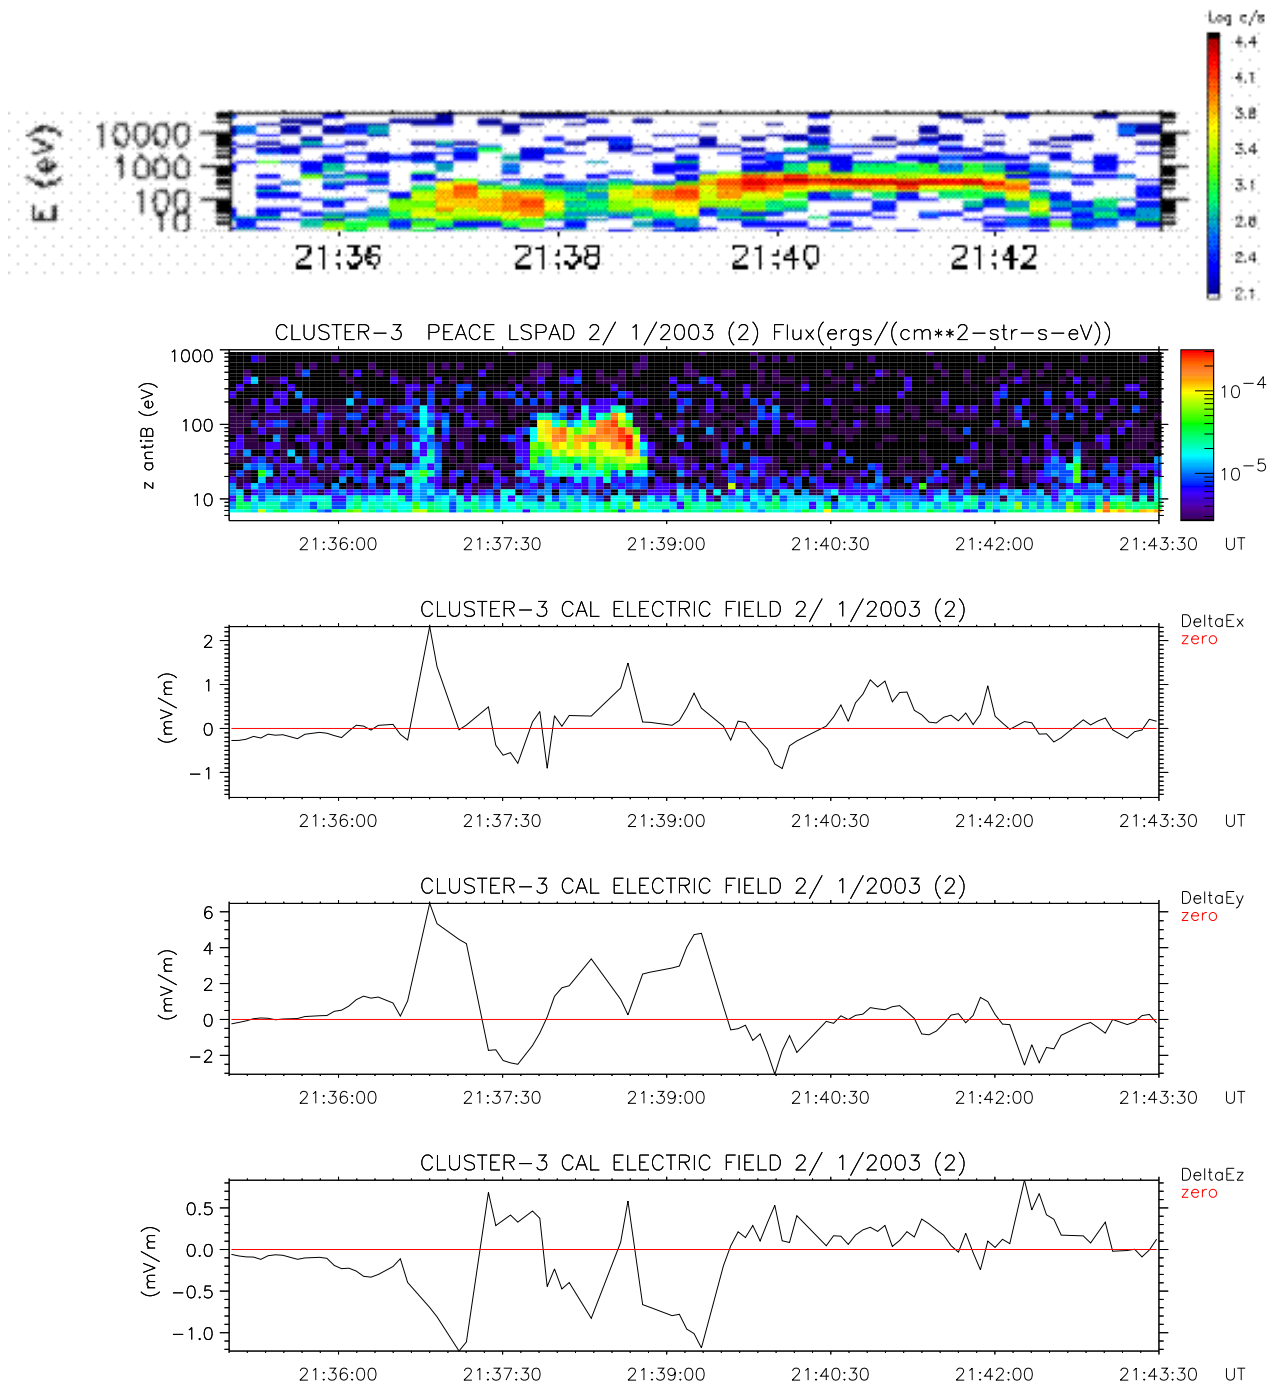 Log c/s
4.4
4.1
3.8
3.4
3.1
2.8
2.4
2.1
E (eV)
10000
1000
100
10
21:36 21:38 21:40 21:42
CLUSTER-3 PEACE LSPAD 2/ 1/2003 (2) Flux(ergs/(cm**2-str-s-eV))
z antiB (eV)
1000
100
10
10−4
10−5
21:36:00 21:37:30 21:39:00 21:40:30 21:42:00 21:43:30 UT
CLUSTER-3 CAL ELECTRIC FIELD 2/ 1/2003 (2)
DeltaEx
zero
(mV/m)
2
1
0
−1
21:36:00 21:37:30 21:39:00 21:40:30 21:42:00 21:43:30 UT
CLUSTER-3 CAL ELECTRIC FIELD 2/ 1/2003 (2)
DeltaEy
zero
(mV/m)
6
4
2
0
−2
21:36:00 21:37:30 21:39:00 21:40:30 21:42:00 21:43:30 UT
CLUSTER-3 CAL ELECTRIC FIELD 2/ 1/2003 (2)
DeltaEz
zero
(mV/m)
0.5
0.0
−0.5
−1.0
21:36:00 21:37:30 21:39:00 21:40:30 21:42:00 21:43:30 UT